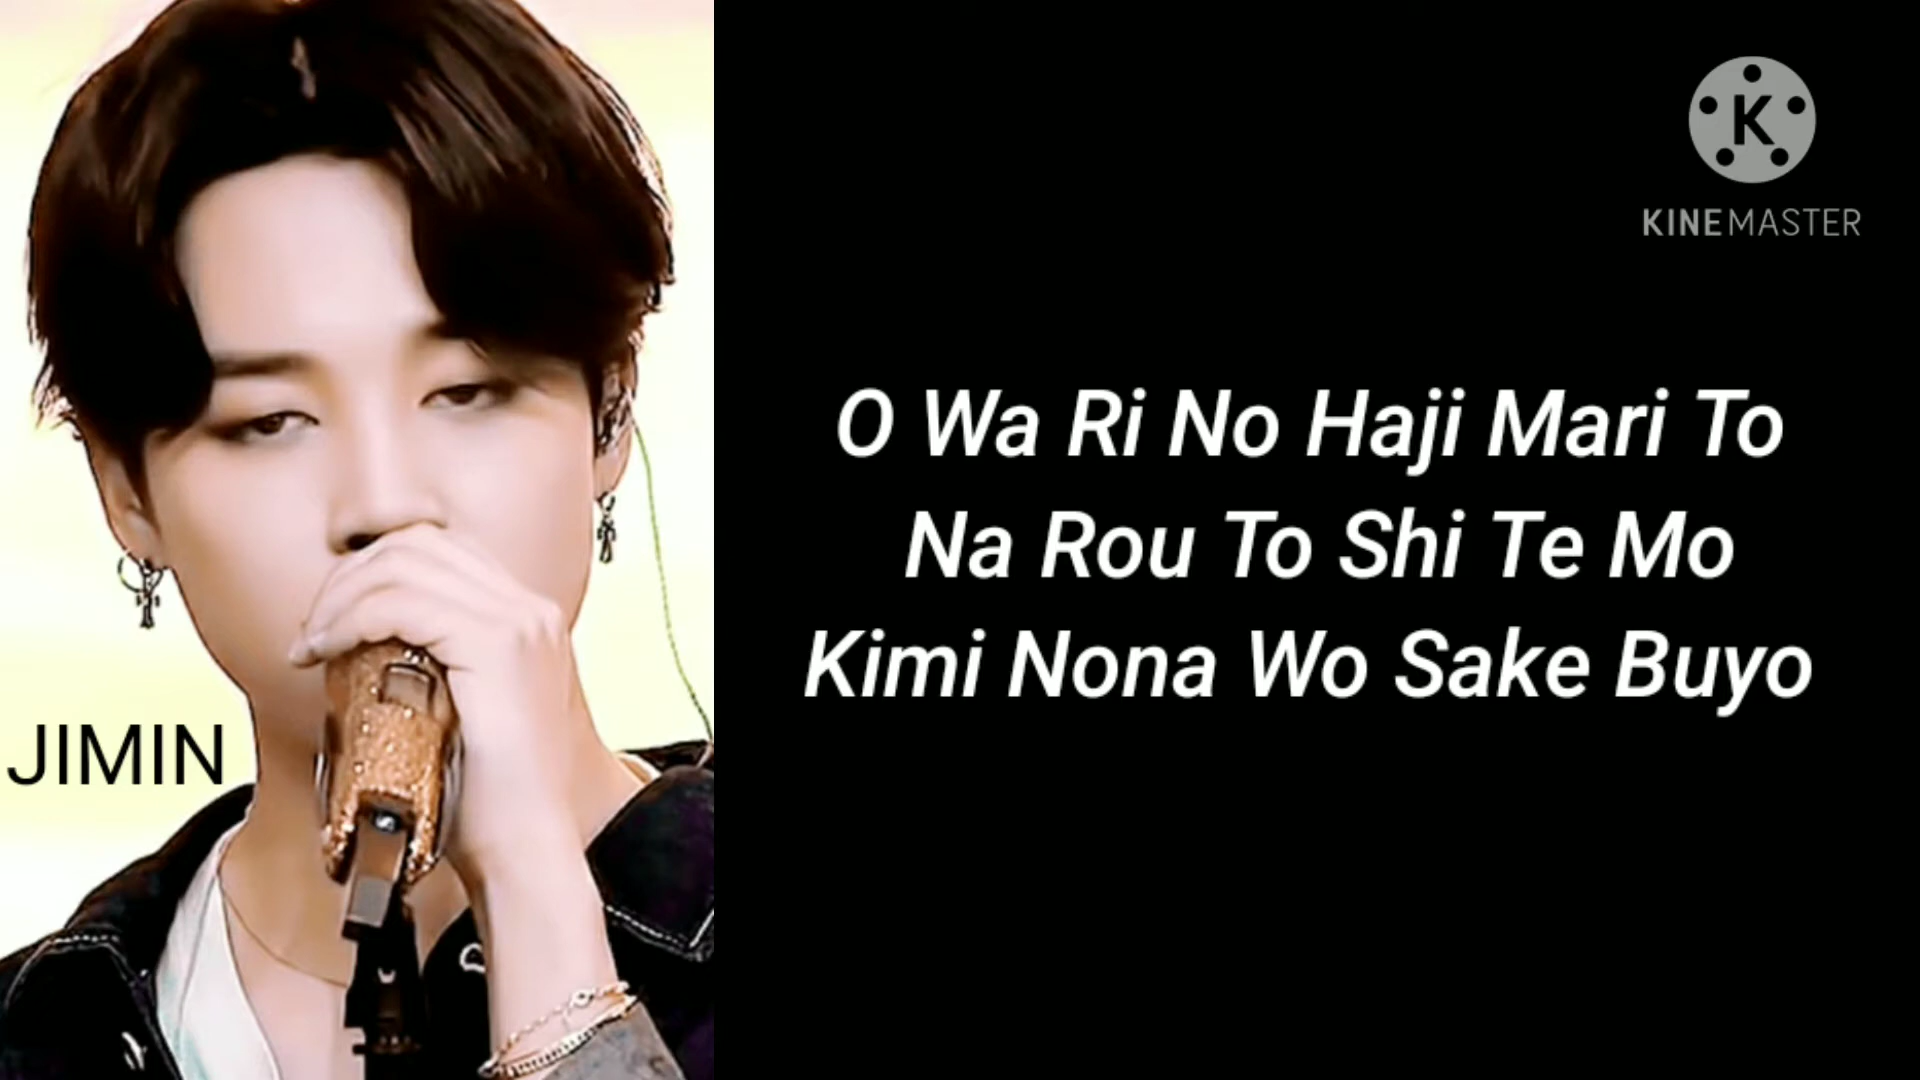 K
KINEMASTER
O Wa Ri No Haji Mari To
Na Rou To Shi Te Mo
Kimi Nona Wo Sake Buyo
JIMIN